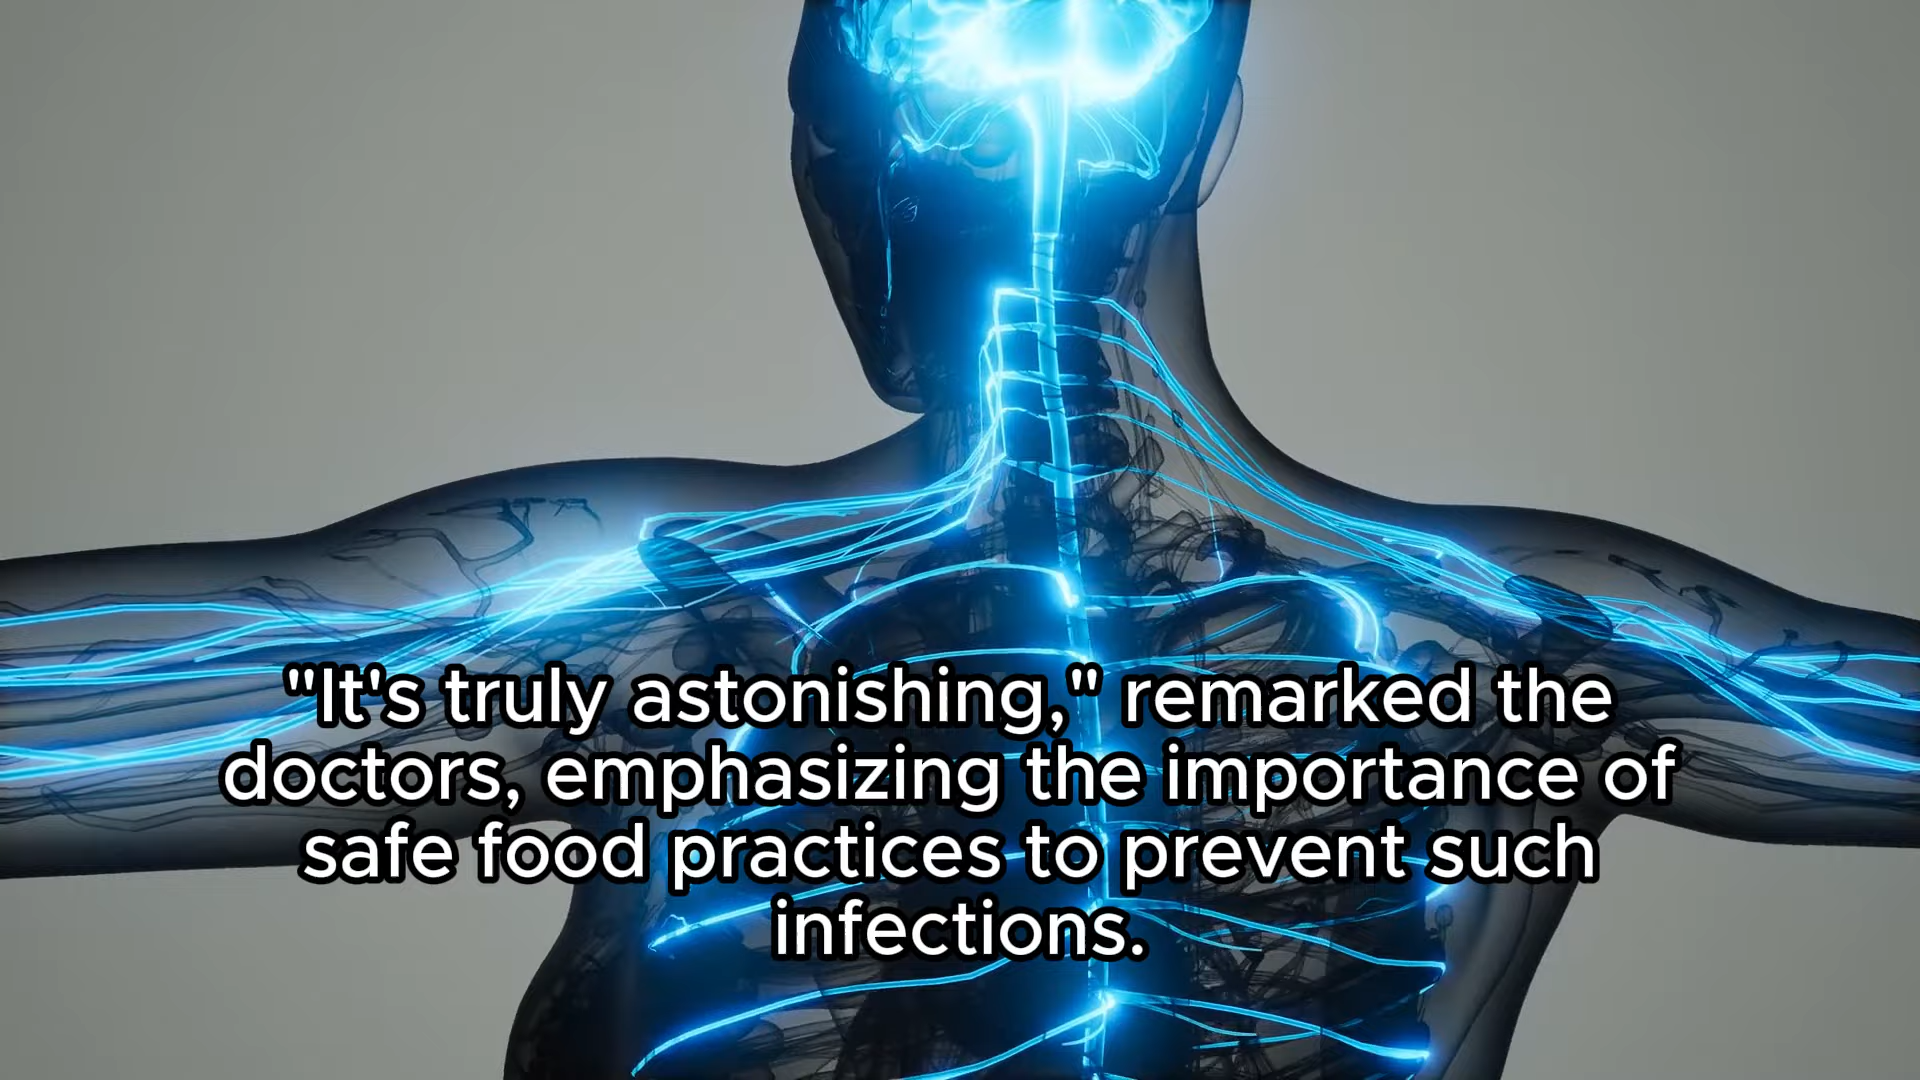 "It's truly astonishing," remarked the
doctors, emphasizing the importance of
safe food practices to prevent such
infections.